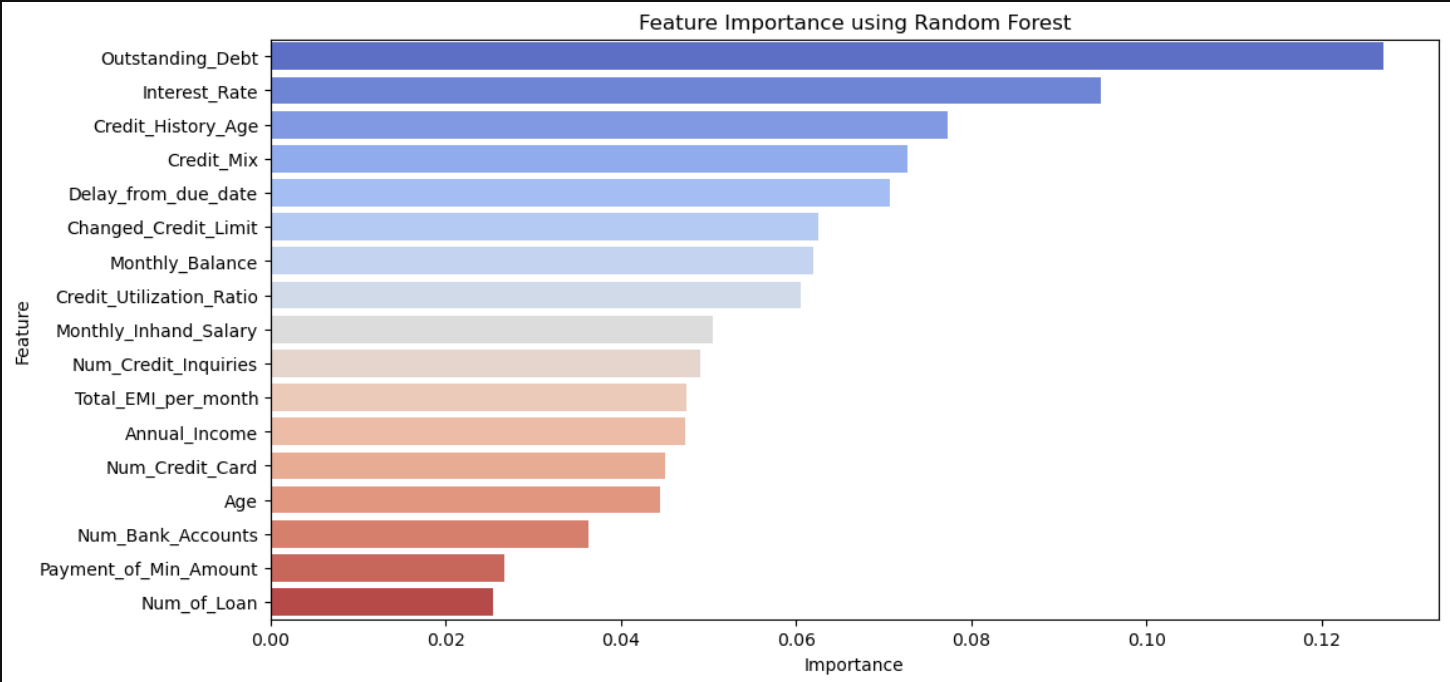 Feature Importance using Random Forest
Outstanding_Debt
Interest_Rate
Credit_History_Age
Credit_Mix
Delay_from_due_date
Changed_Credit_Limit
Monthly_Balance
Credit_Utilization_Ratio
Monthly_Inhand_Salary
Num_Credit_Inquiries
Total_EMI_per_month
Annual_Income
Num_Credit_Card
Age
Num_Bank_Accounts
Payment_of_Min_Amount
Num_of_Loan
Feature
0.00 0.02 0.04 0.06 0.08 0.10 0.12
Importance